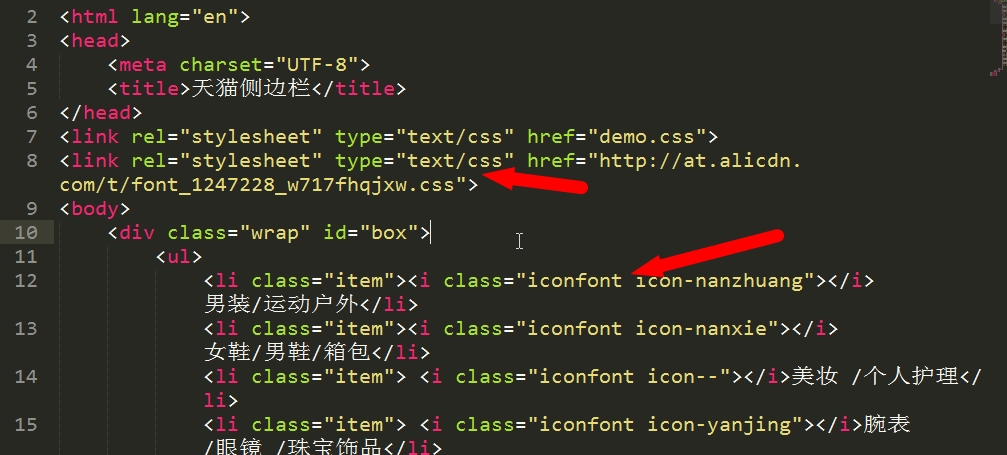 2 <html lang="en">
3 <head>
4 <meta charset="UTF-8">
5 <title>天猫侧边栏</title>
6 </head>
7 <link rel="stylesheet" type="text/css" href="demo.css">
8 <link rel="stylesheet" type="text/css" href="http://at.alicdn.
com/t/font_1247228_w717fhqjxw.css">
9 <body>
10 <div class="wrap" id="box">
11 <ul>
12 <li class="item"><i class="iconfont icon-nanzhuang"></i>
男装/运动户外</li>
13 <li class="item"><i class="iconfont icon-nanxie"></i>
女鞋/男鞋/箱包</li>
14 <li class="item"> <i class="iconfont icon--"></i>美妆 /个人护理</
li>
15 <li class="item"> <i class="iconfont icon-yanjing"></i>腕表
/眼镜 /珠宝饰品</li>